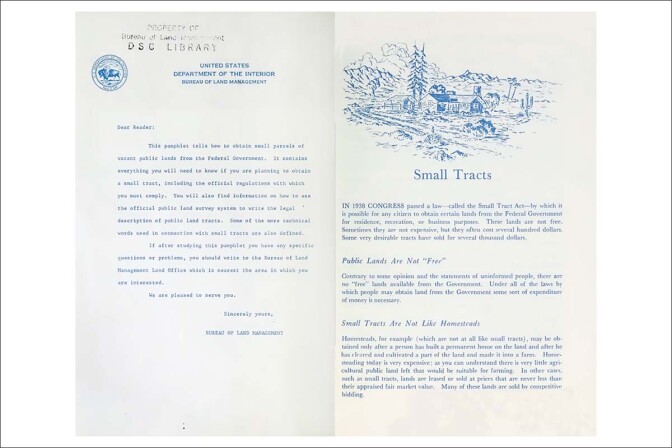 PROPERTY OF
Bureau of Land Management
DSC LIBRARY
UNITED STATES
DEPARTMENT OF THE INTERIOR
BUREAU OF LAND MANAGEMENT
Dear Reader:
This pamphlet tells how to obtain small parcels of
vacant public lands from the Federal Government. It contains
everything you will need to know if you are planning to obtain
a small tract, including the official regulations with which
you must comply. You will also find information on how to use
the official public land survey system to write the legal
description of public land tracts. Some of the more technical
words used in connection with small tracts are also defined.
If after studying this pamphlet you have any specific
questions or problems, you should write to the Bureau of Land
Management Land Office which is nearest the area in which you
are interested.
We are pleased to serve you.
Sincerely yours,
BUREAU OF LAND MANAGEMENT
Small Tracts
IN 1938 CONGRESS passed a law—called the Small Tract Act—by which it
is possible for any citizen to obtain certain lands from the Federal Government
for residence, recreation, or business purposes. These lands are not free.
Sometimes they are not expensive, but they often cost several hundred dollars.
Some very desirable tracts have sold for several thousand dollars.
Public Lands Are Not "Free"
Contrary to some opinion and the statements of uninformed people, there are
no "free" lands available from the Government. Under all of the laws by
which people may obtain land from the Government some sort of expenditure
of money is necessary.
Small Tracts Are Not Like Homesteads
Homesteads, for example (which are not at all like small tracts), may be ob-
tained only after a person has built a permanent home on the land and after he
has cleared and cultivated a part of the land and made it into a farm. Home-
steading today is very expensive; as you can understand there is very little agri-
cultural public land left that would be suitable for farming. In other cases,
such as small tracts, lands are leased or sold at prices that are never less than
their appraised fair market value. Many of these lands are sold by competitive
bidding.